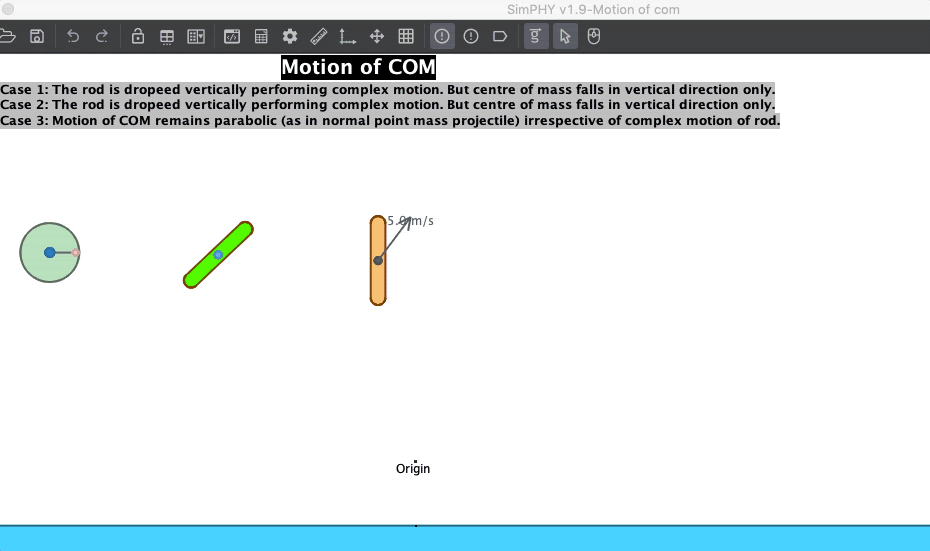 SimPHY v1.9-Motion of com
Motion of COM
Case 1: The rod is dropeed vertically performing complex motion. But centre of mass falls in vertical direction only.
Case 2: The rod is dropeed vertically performing complex motion. But centre of mass falls in vertical direction only.
Case 3: Motion of COM remains parabolic (as in normal point mass projectile) irrespective of complex motion of rod.
5.0 m/s
Origin